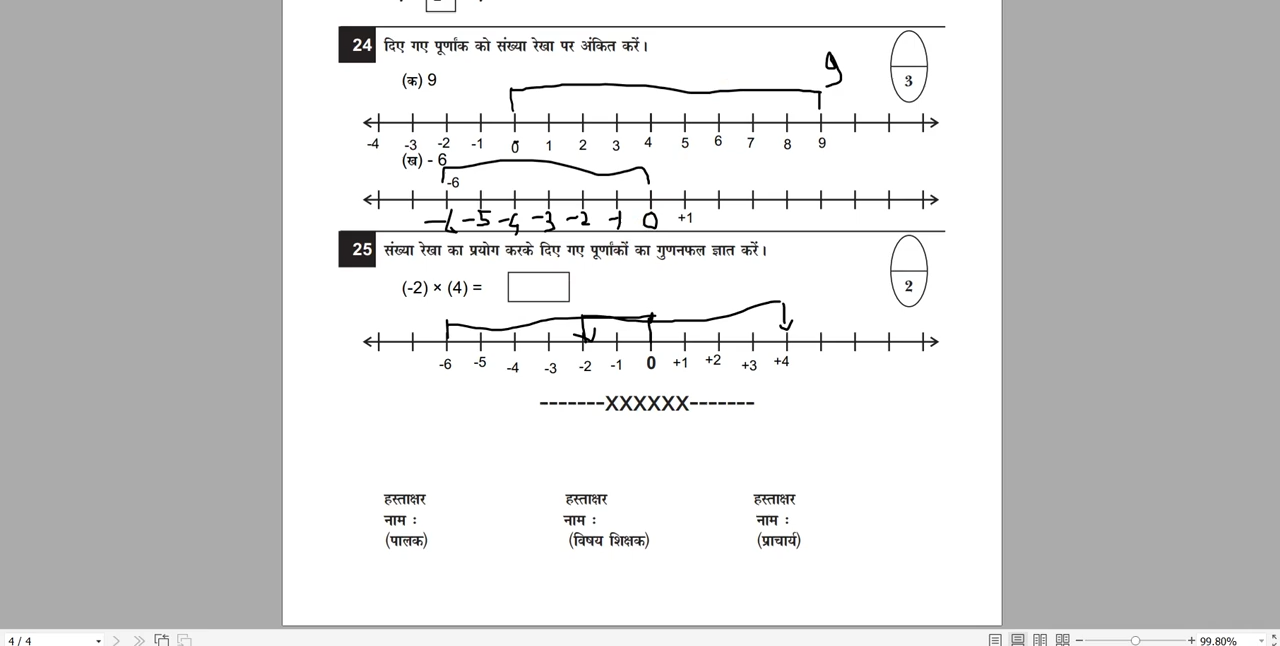 24 दिए गए पूर्णांक को संख्या रेखा पर अंकित करें।
3
(क) 9
9
-4 -3 -2 -1 0 1 2 3 4 5 6 7 8 9
(ख) - 6
-6
-6 -5 -4 -3 -2 -1 0 +1
25 संख्या रेखा का प्रयोग करके दिए गए पूर्णांकों का गुणनफल ज्ञात करें।
2
(-2) × (4) =
-6 -5 -4 -3 -2 -1 0 +1 +2 +3 +4
-------XXXXXX-------
हस्ताक्षर हस्ताक्षर हस्ताक्षर
नाम : नाम : नाम :
(पालक) (विषय शिक्षक) (प्राचार्य)
4 / 4 99.80%